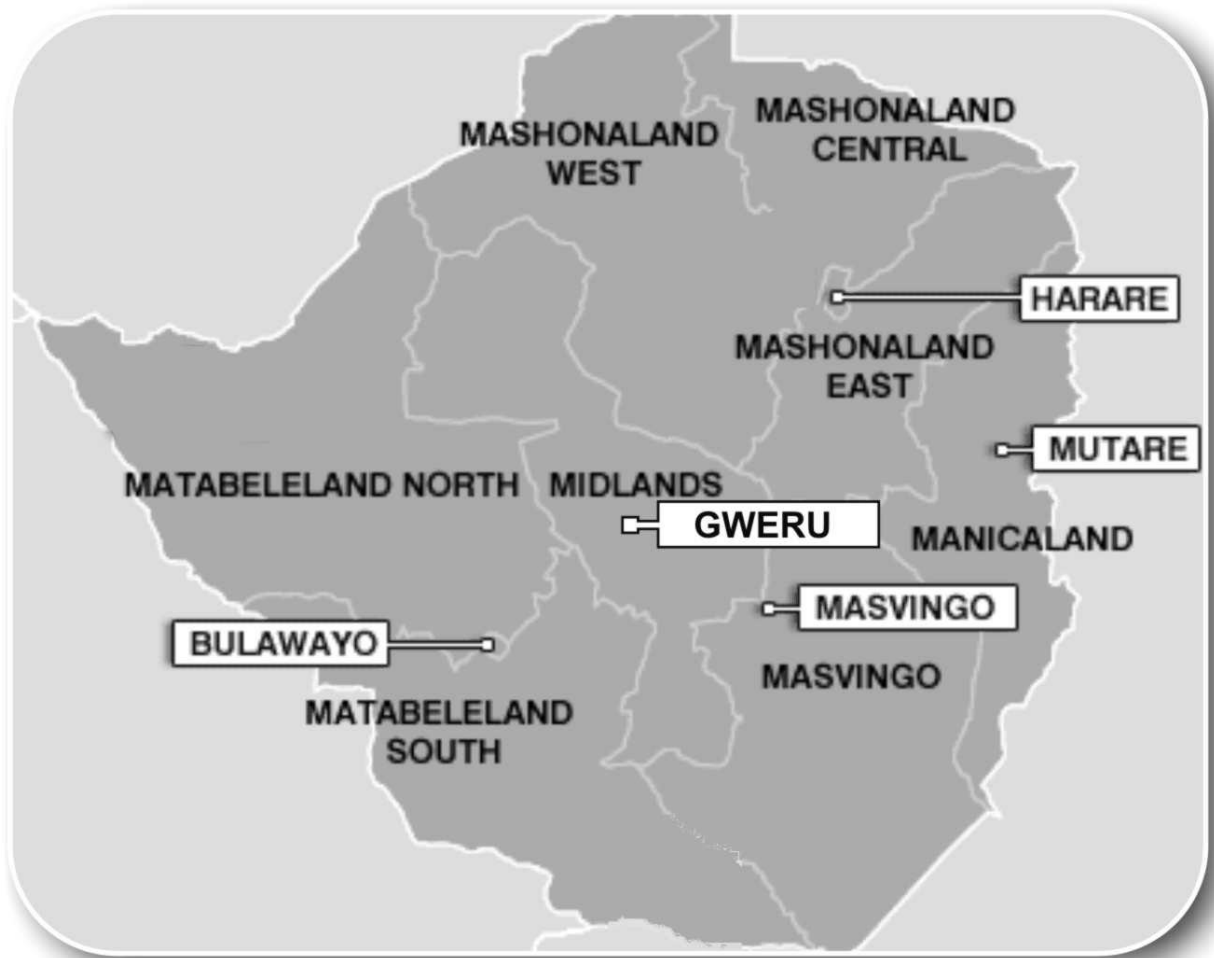 MASHONALAND
CENTRAL
MASHONALAND
WEST
HARARE
MASHONALAND
EAST
MUTARE
MATABELELAND NORTH
MIDLANDS
GWERU
MANICALAND
MASVINGO
BULAWAYO
MASVINGO
MATABELELAND
SOUTH